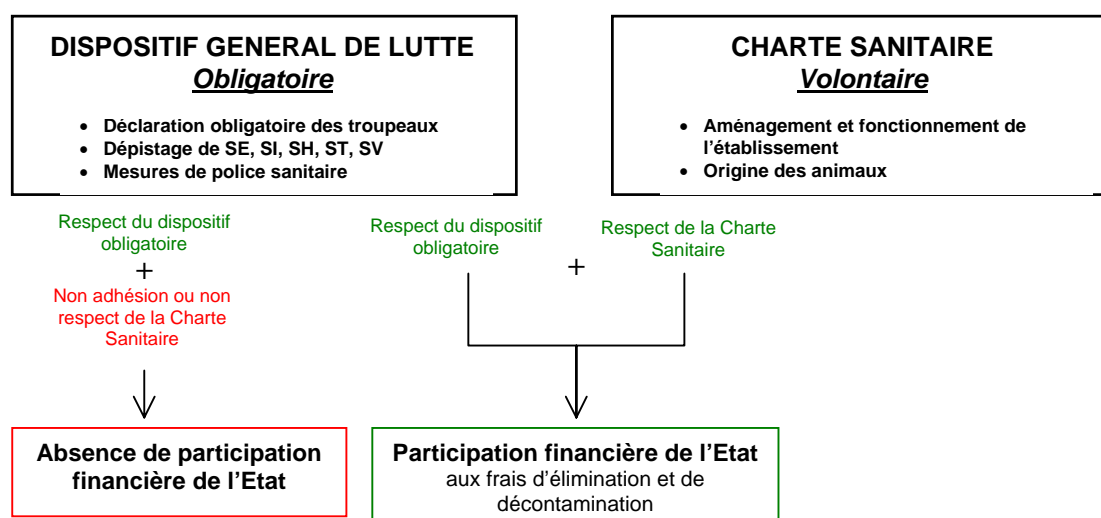 DISPOSITIF GENERAL DE LUTTE
Obligatoire
• Déclaration obligatoire des troupeaux
• Dépistage de SE, SI, SH, ST, SV
• Mesures de police sanitaire
CHARTE SANITAIRE
Volontaire
• Aménagement et fonctionnement de
l’établissement
• Origine des animaux
Respect du dispositif
obligatoire
+
Non adhésion ou non
respect de la Charte
Sanitaire
Respect du dispositif
obligatoire
+
Respect de la Charte
Sanitaire
Absence de participation
financière de l’Etat
Participation financière de l’Etat
aux frais d’élimination et de
décontamination